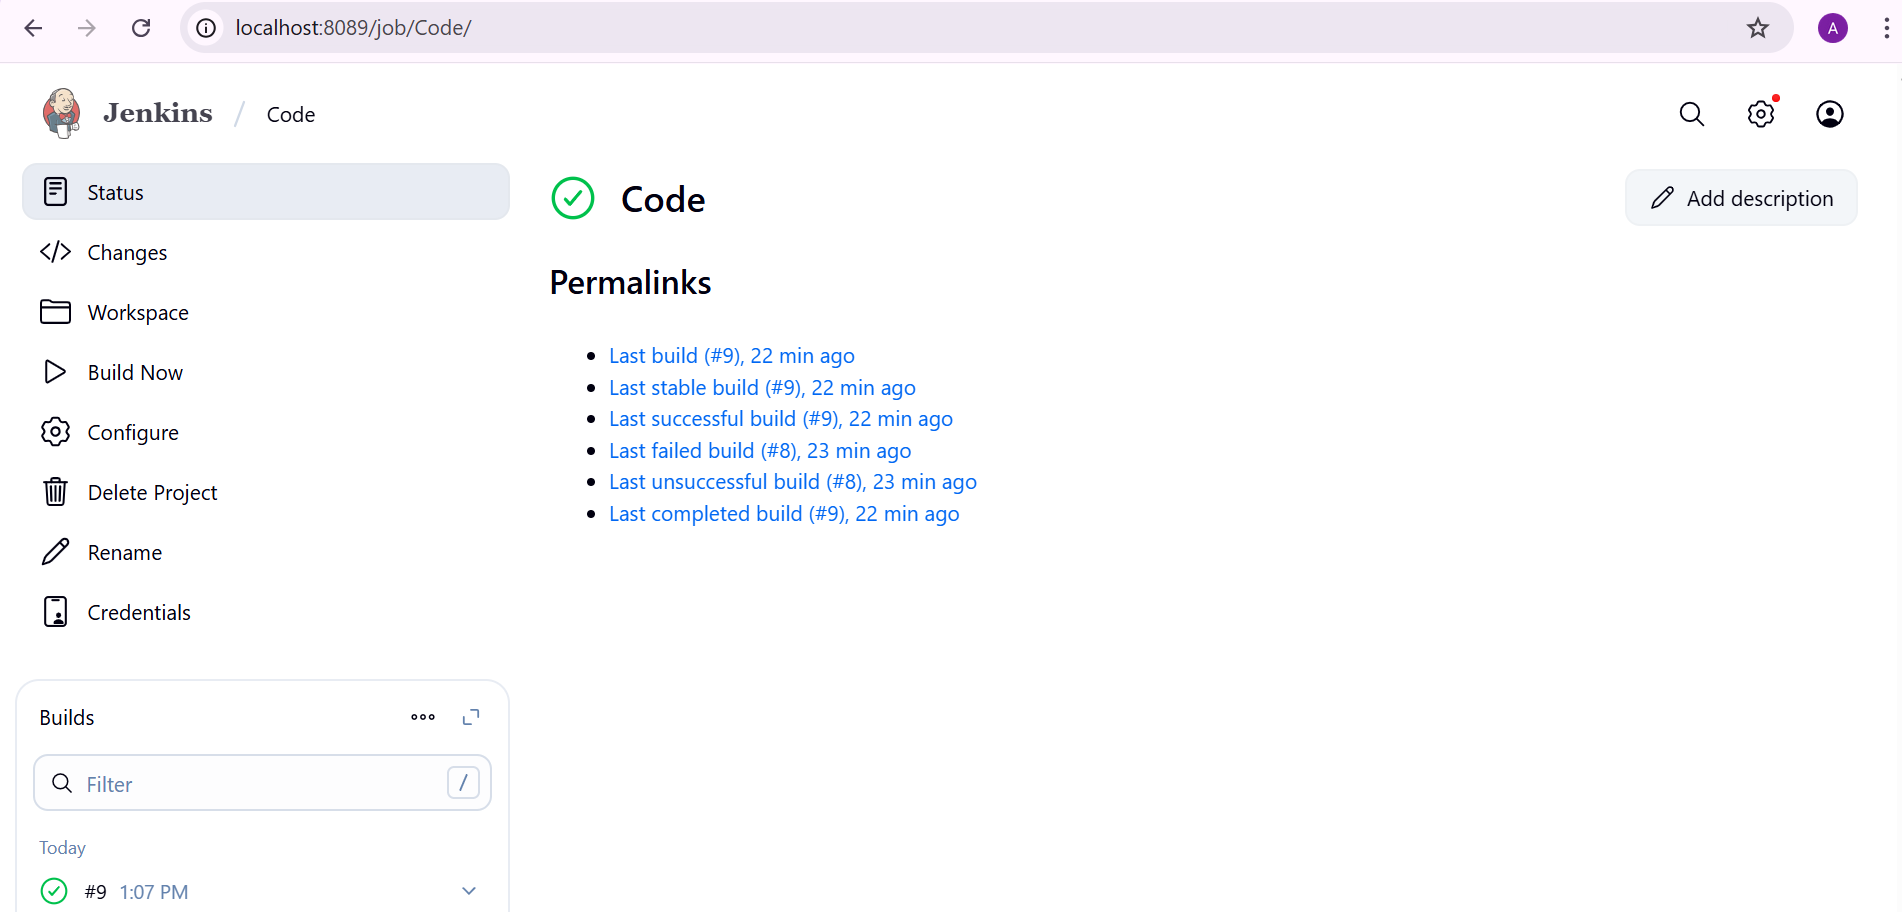 localhost:8089/job/Code/
A
Jenkins / Code
Status
Changes
Workspace
Build Now
Configure
Delete Project
Rename
Credentials
Builds
Filter
/
Today
#9 1:07 PM
Code
Add description
Permalinks
Last build (#9), 22 min ago
Last stable build (#9), 22 min ago
Last successful build (#9), 22 min ago
Last failed build (#8), 23 min ago
Last unsuccessful build (#8), 23 min ago
Last completed build (#9), 22 min ago